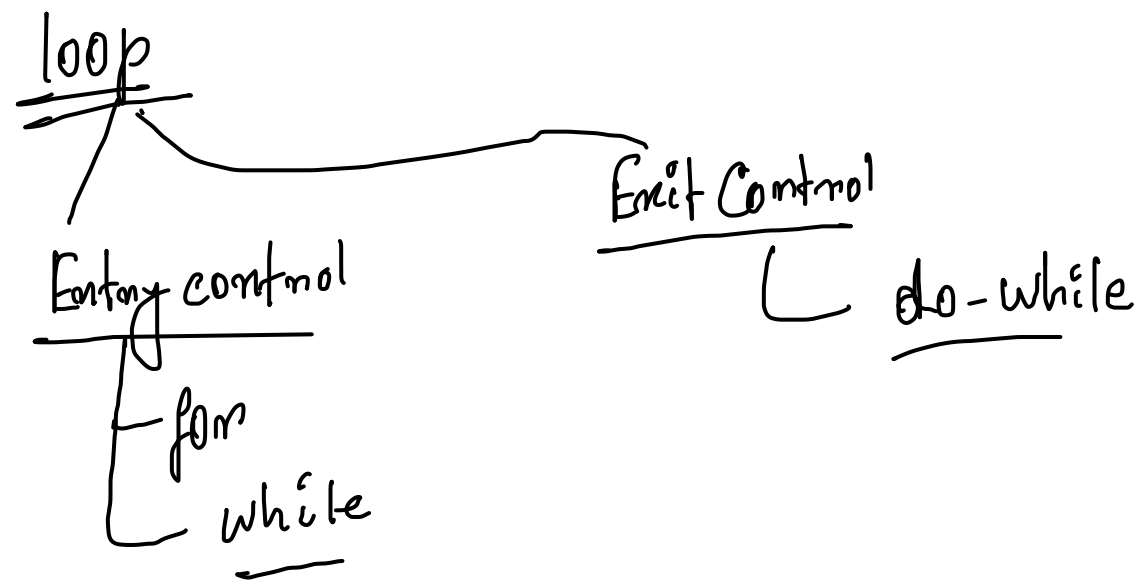 loop
Exit Control
Entry control
do-while
for
while